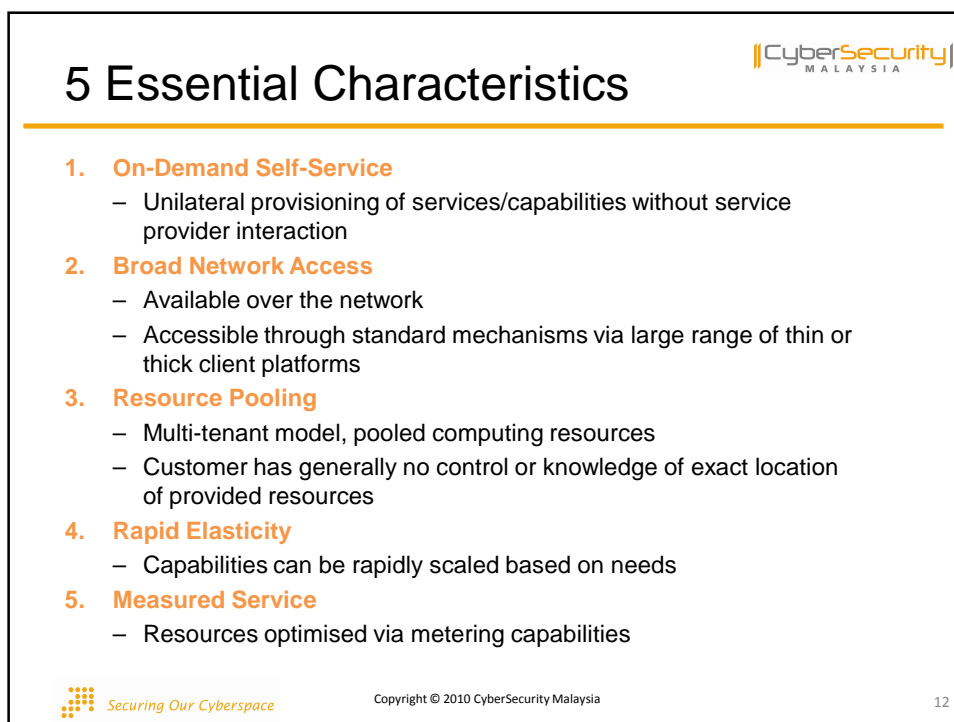 CyberSecurity
MALAYSIA
5 Essential Characteristics
1. On-Demand Self-Service
– Unilateral provisioning of services/capabilities without service
provider interaction
2. Broad Network Access
– Available over the network
– Accessible through standard mechanisms via large range of thin or
thick client platforms
3. Resource Pooling
– Multi-tenant model, pooled computing resources
– Customer has generally no control or knowledge of exact location
of provided resources
4. Rapid Elasticity
– Capabilities can be rapidly scaled based on needs
5. Measured Service
– Resources optimised via metering capabilities
Securing Our Cyberspace
Copyright © 2010 CyberSecurity Malaysia
12